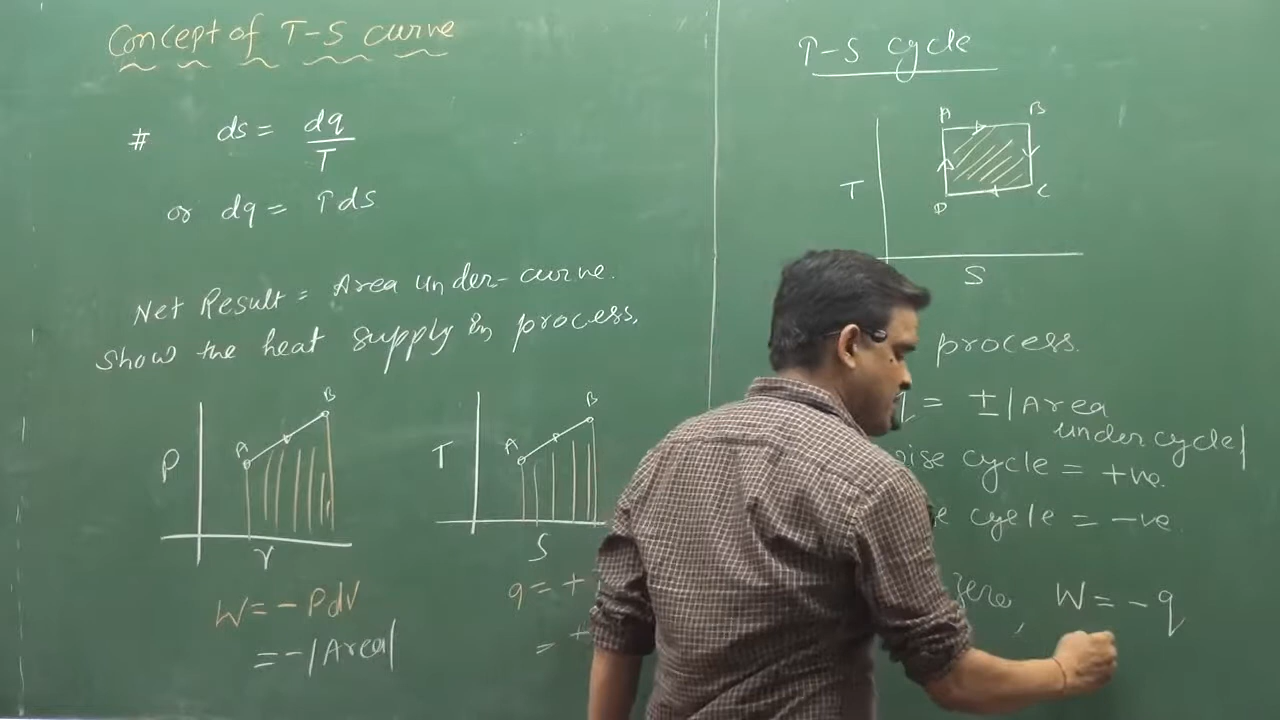 Concept of T-S curve
# ds = dq/T
or dq = Tds
Net Result = Area under-curve.
Show the heat supply in process.
P
A
B
V
W = - PdV
= - |Area|
T
A
B
S
q = +
= +
T-S cycle
A
B
T
D
C
S
process.
= ± |Area
under cycle|
cycle = +ve.
cycle = -ve.
Zero, W = - q